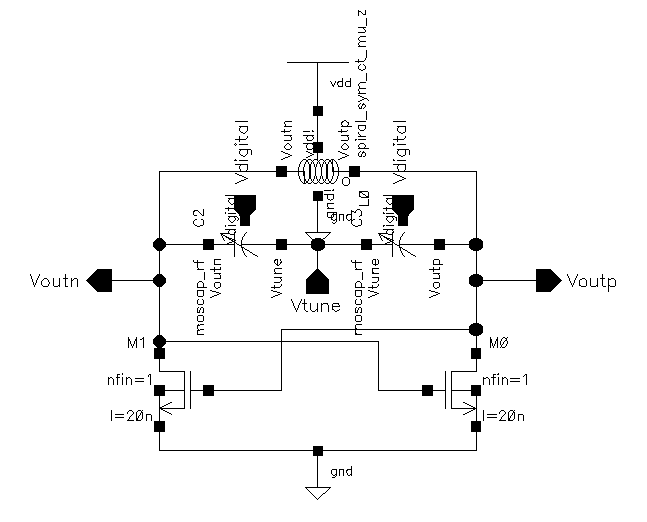 spiral_sym_ct_mu_z
vdd
Vdigital
Voutn
vdd!
Voutp
Vdigital
C2
Vdigital
gnd!
gnd
L0
C3
Vdigital
moscap_rf
Voutn
Vtune
moscap_rf
Vtune
Voutp
Voutn
Vtune
Voutp
M1
M0
nfin=1
nfin=1
l=20n
l=20n
gnd